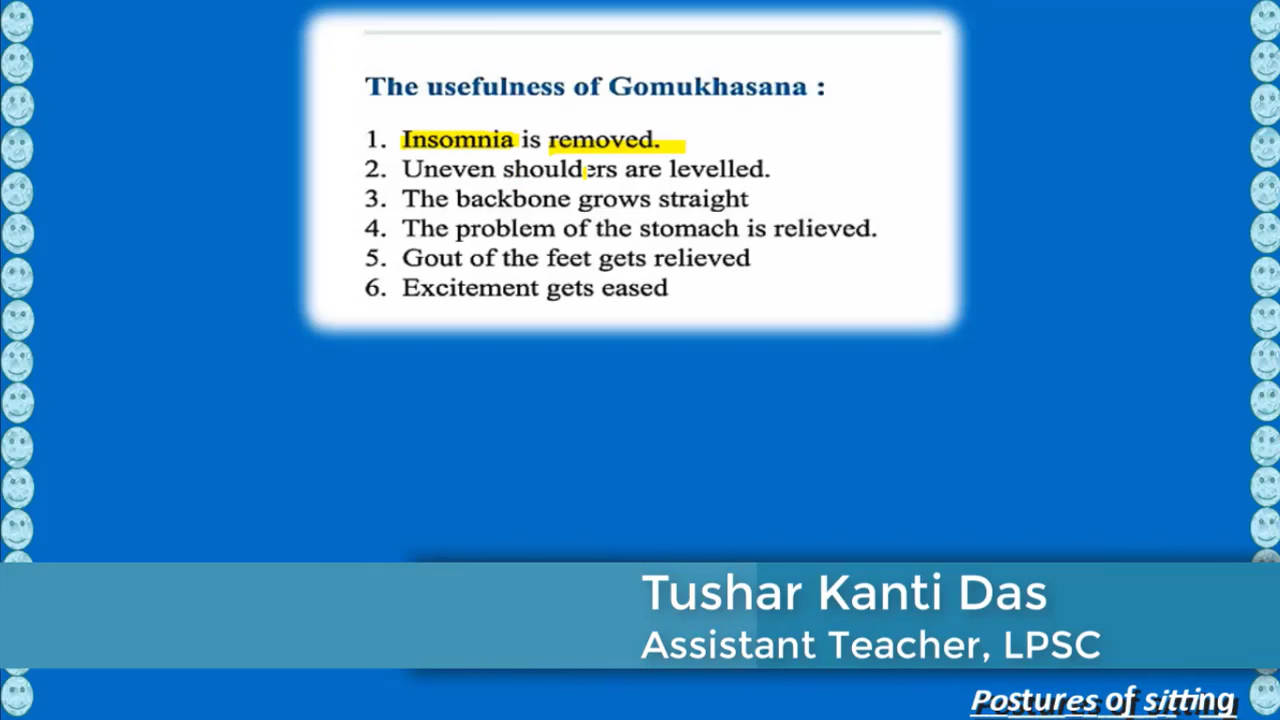 The usefulness of Gomukhasana :
1. Insomnia is removed.
2. Uneven shoulders are levelled.
3. The backbone grows straight
4. The problem of the stomach is relieved.
5. Gout of the feet gets relieved
6. Excitement gets eased
Tushar Kanti Das
Assistant Teacher, LPSC
Postures of sitting